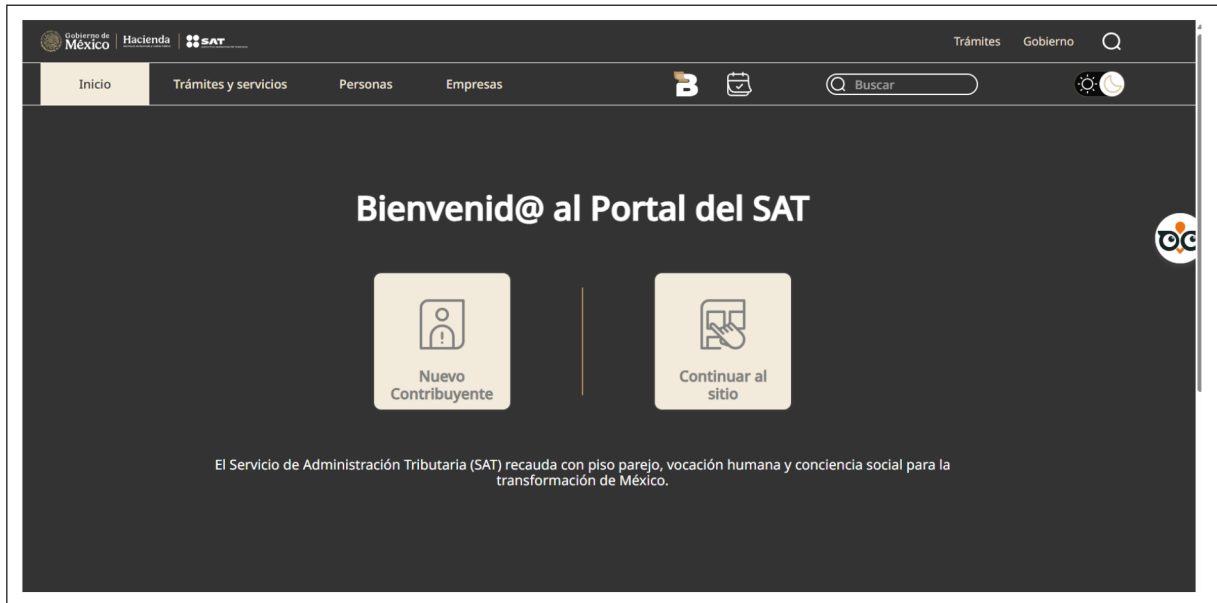 Gobierno de
México
Hacienda
SAT
Trámites
Gobierno
Inicio
Trámites y servicios
Personas
Empresas
B
Buscar
Bienvenid@ al Portal del SAT
Nuevo
Contribuyente
Continuar al
sitio
El Servicio de Administración Tributaria (SAT) recauda con piso parejo, vocación humana y conciencia social para la
transformación de México.